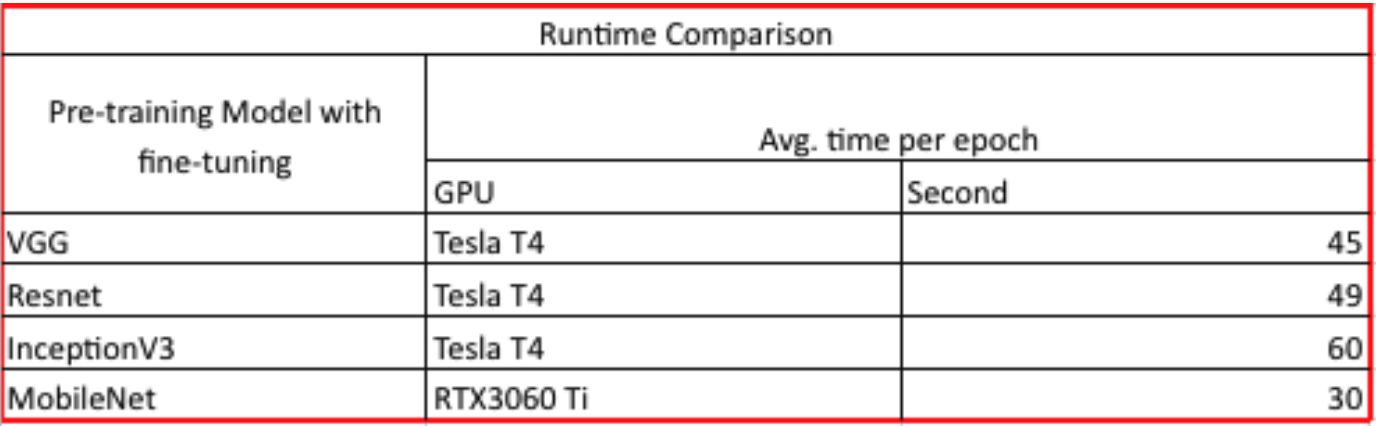 Runtime Comparison
Pre-training Model with
fine-tuning
Avg. time per epoch
GPU Second
VGG Tesla T4 45
Resnet Tesla T4 49
InceptionV3 Tesla T4 60
MobileNet RTX3060 Ti 30